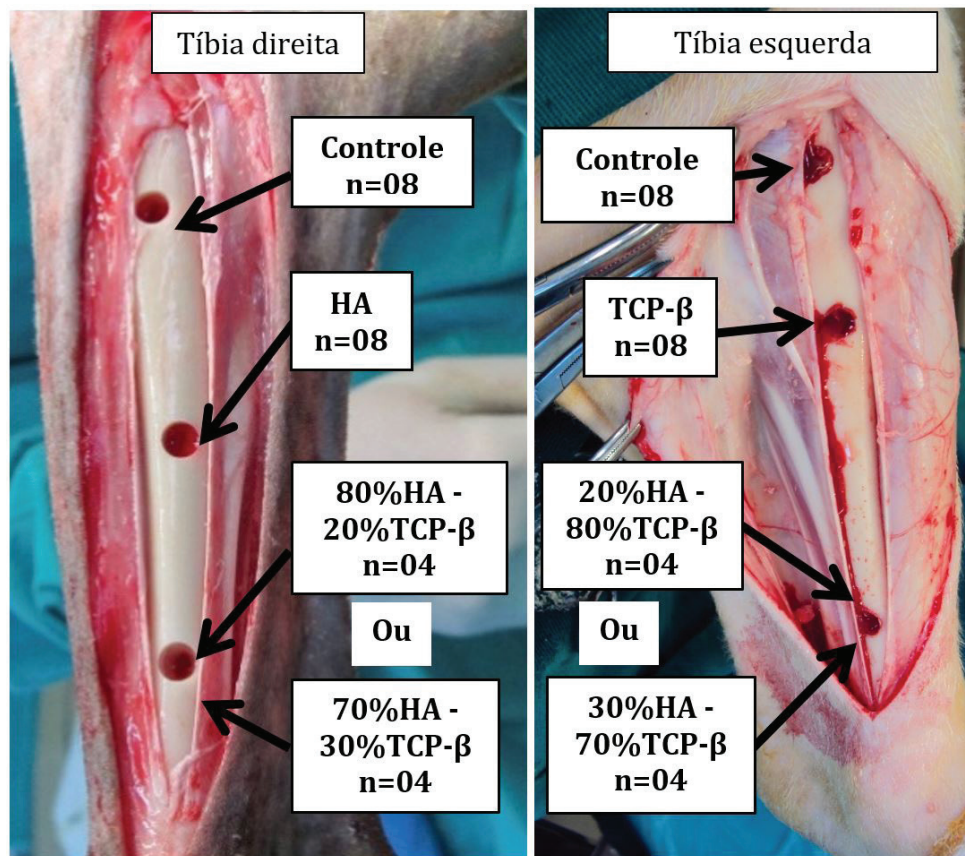 Tíbia direita
Controle
n=08
HA
n=08
80%HA -
20%TCP-β
n=04
Ou
70%HA -
30%TCP-β
n=04
Tíbia esquerda
Controle
n=08
TCP-β
n=08
20%HA -
80%TCP-β
n=04
Ou
30%HA -
70%TCP-β
n=04